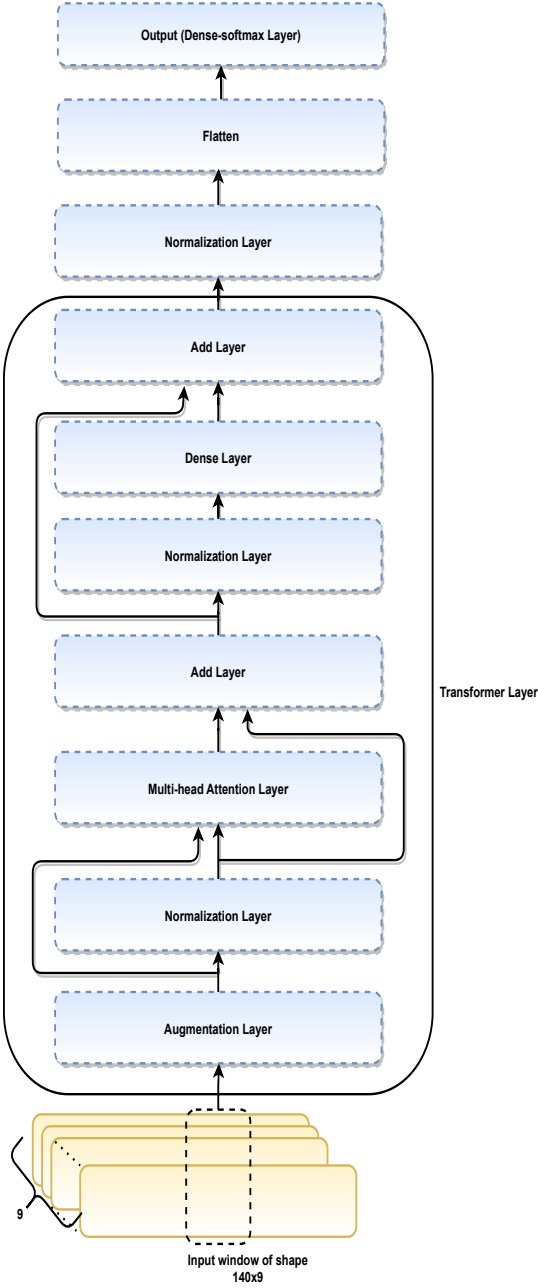 Output (Dense-softmax Layer)
Flatten
Normalization Layer
Add Layer
Dense Layer
Normalization Layer
Add Layer
Transformer Layer
Multi-head Attention Layer
Normalization Layer
Augmentation Layer
9
Input window of shape
140x9